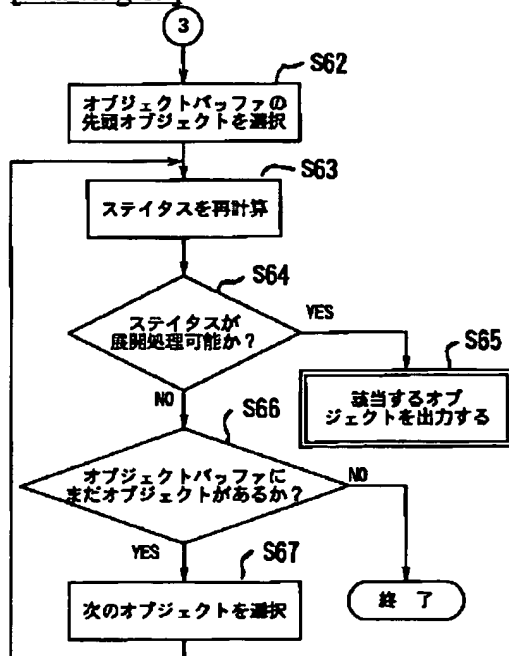 3
S62
オブジェクトバッファの
先頭オブジェクトを選択
S63
ステイタスを再計算
S64
ステイタスが
展開処理可能か？
YES
S65
該当するオブ
ジェクトを出力する
NO
S66
オブジェクトバッファに
まだオブジェクトがあるか？
NO
YES
S67
次のオブジェクトを選択
終 了